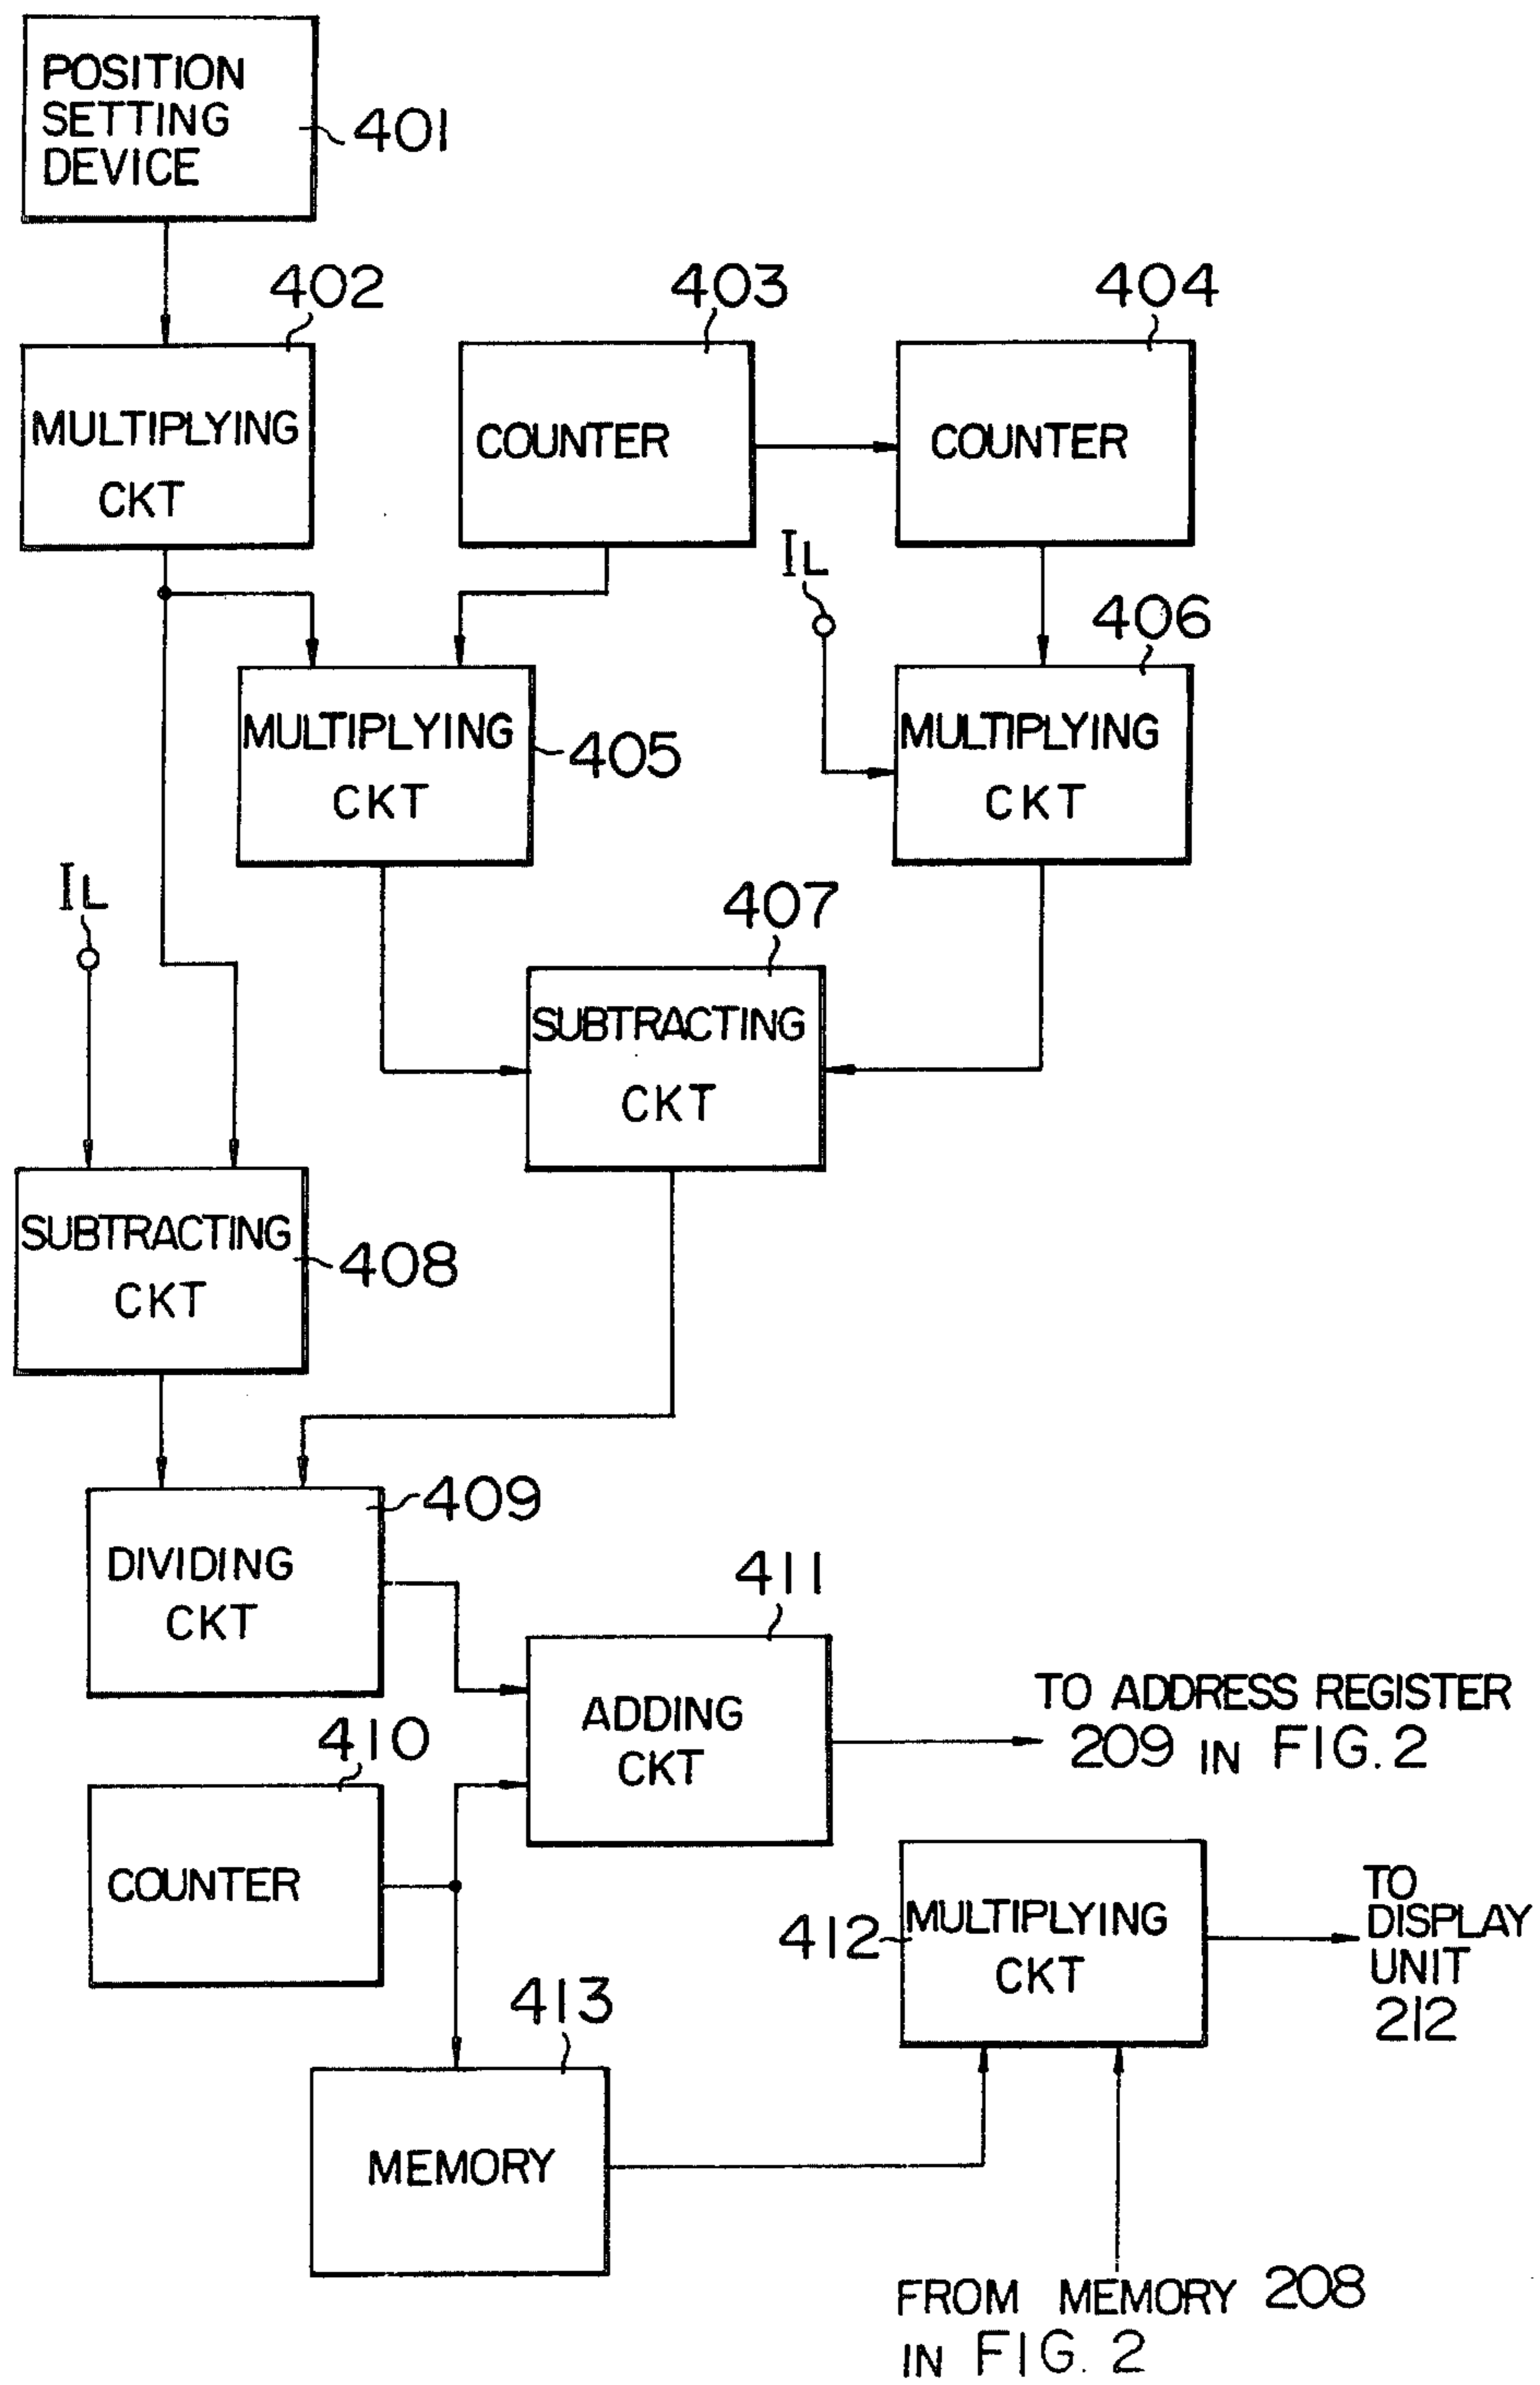 POSITION
SETTING
DEVICE
401
402
403
404
MULTIPLYING
CKT
COUNTER
COUNTER
IL
406
MULTIPLYING
CKT
405
MULTIPLYING
CKT
IL
407
SUBTRACTING
CKT
SUBTRACTING
CKT
408
409
DIVIDING
CKT
411
ADDING
CKT
TO ADDRESS REGISTER
209 IN FIG. 2
410
COUNTER
412
MULTIPLYING
CKT
TO
DISPLAY
UNIT
212
413
MEMORY
FROM MEMORY 208
IN FIG. 2